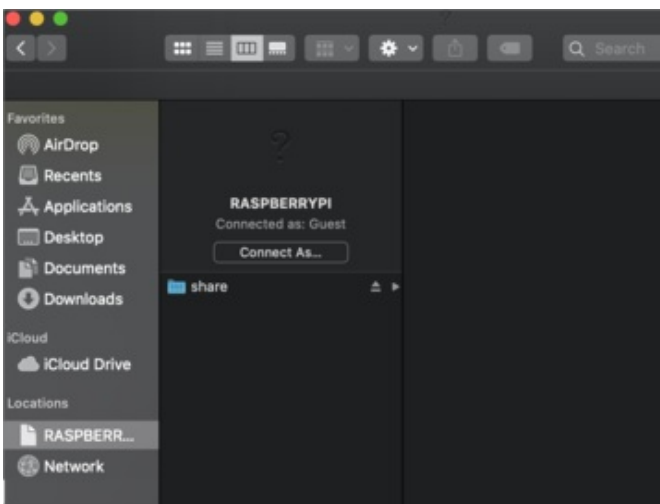 ?
Search
Favorites
AirDrop
Recents
Applications
Desktop
Documents
Downloads
iCloud
iCloud Drive
Locations
RASPBERR...
Network
?
RASPBERRYPI
Connected as: Guest
Connect As...
share